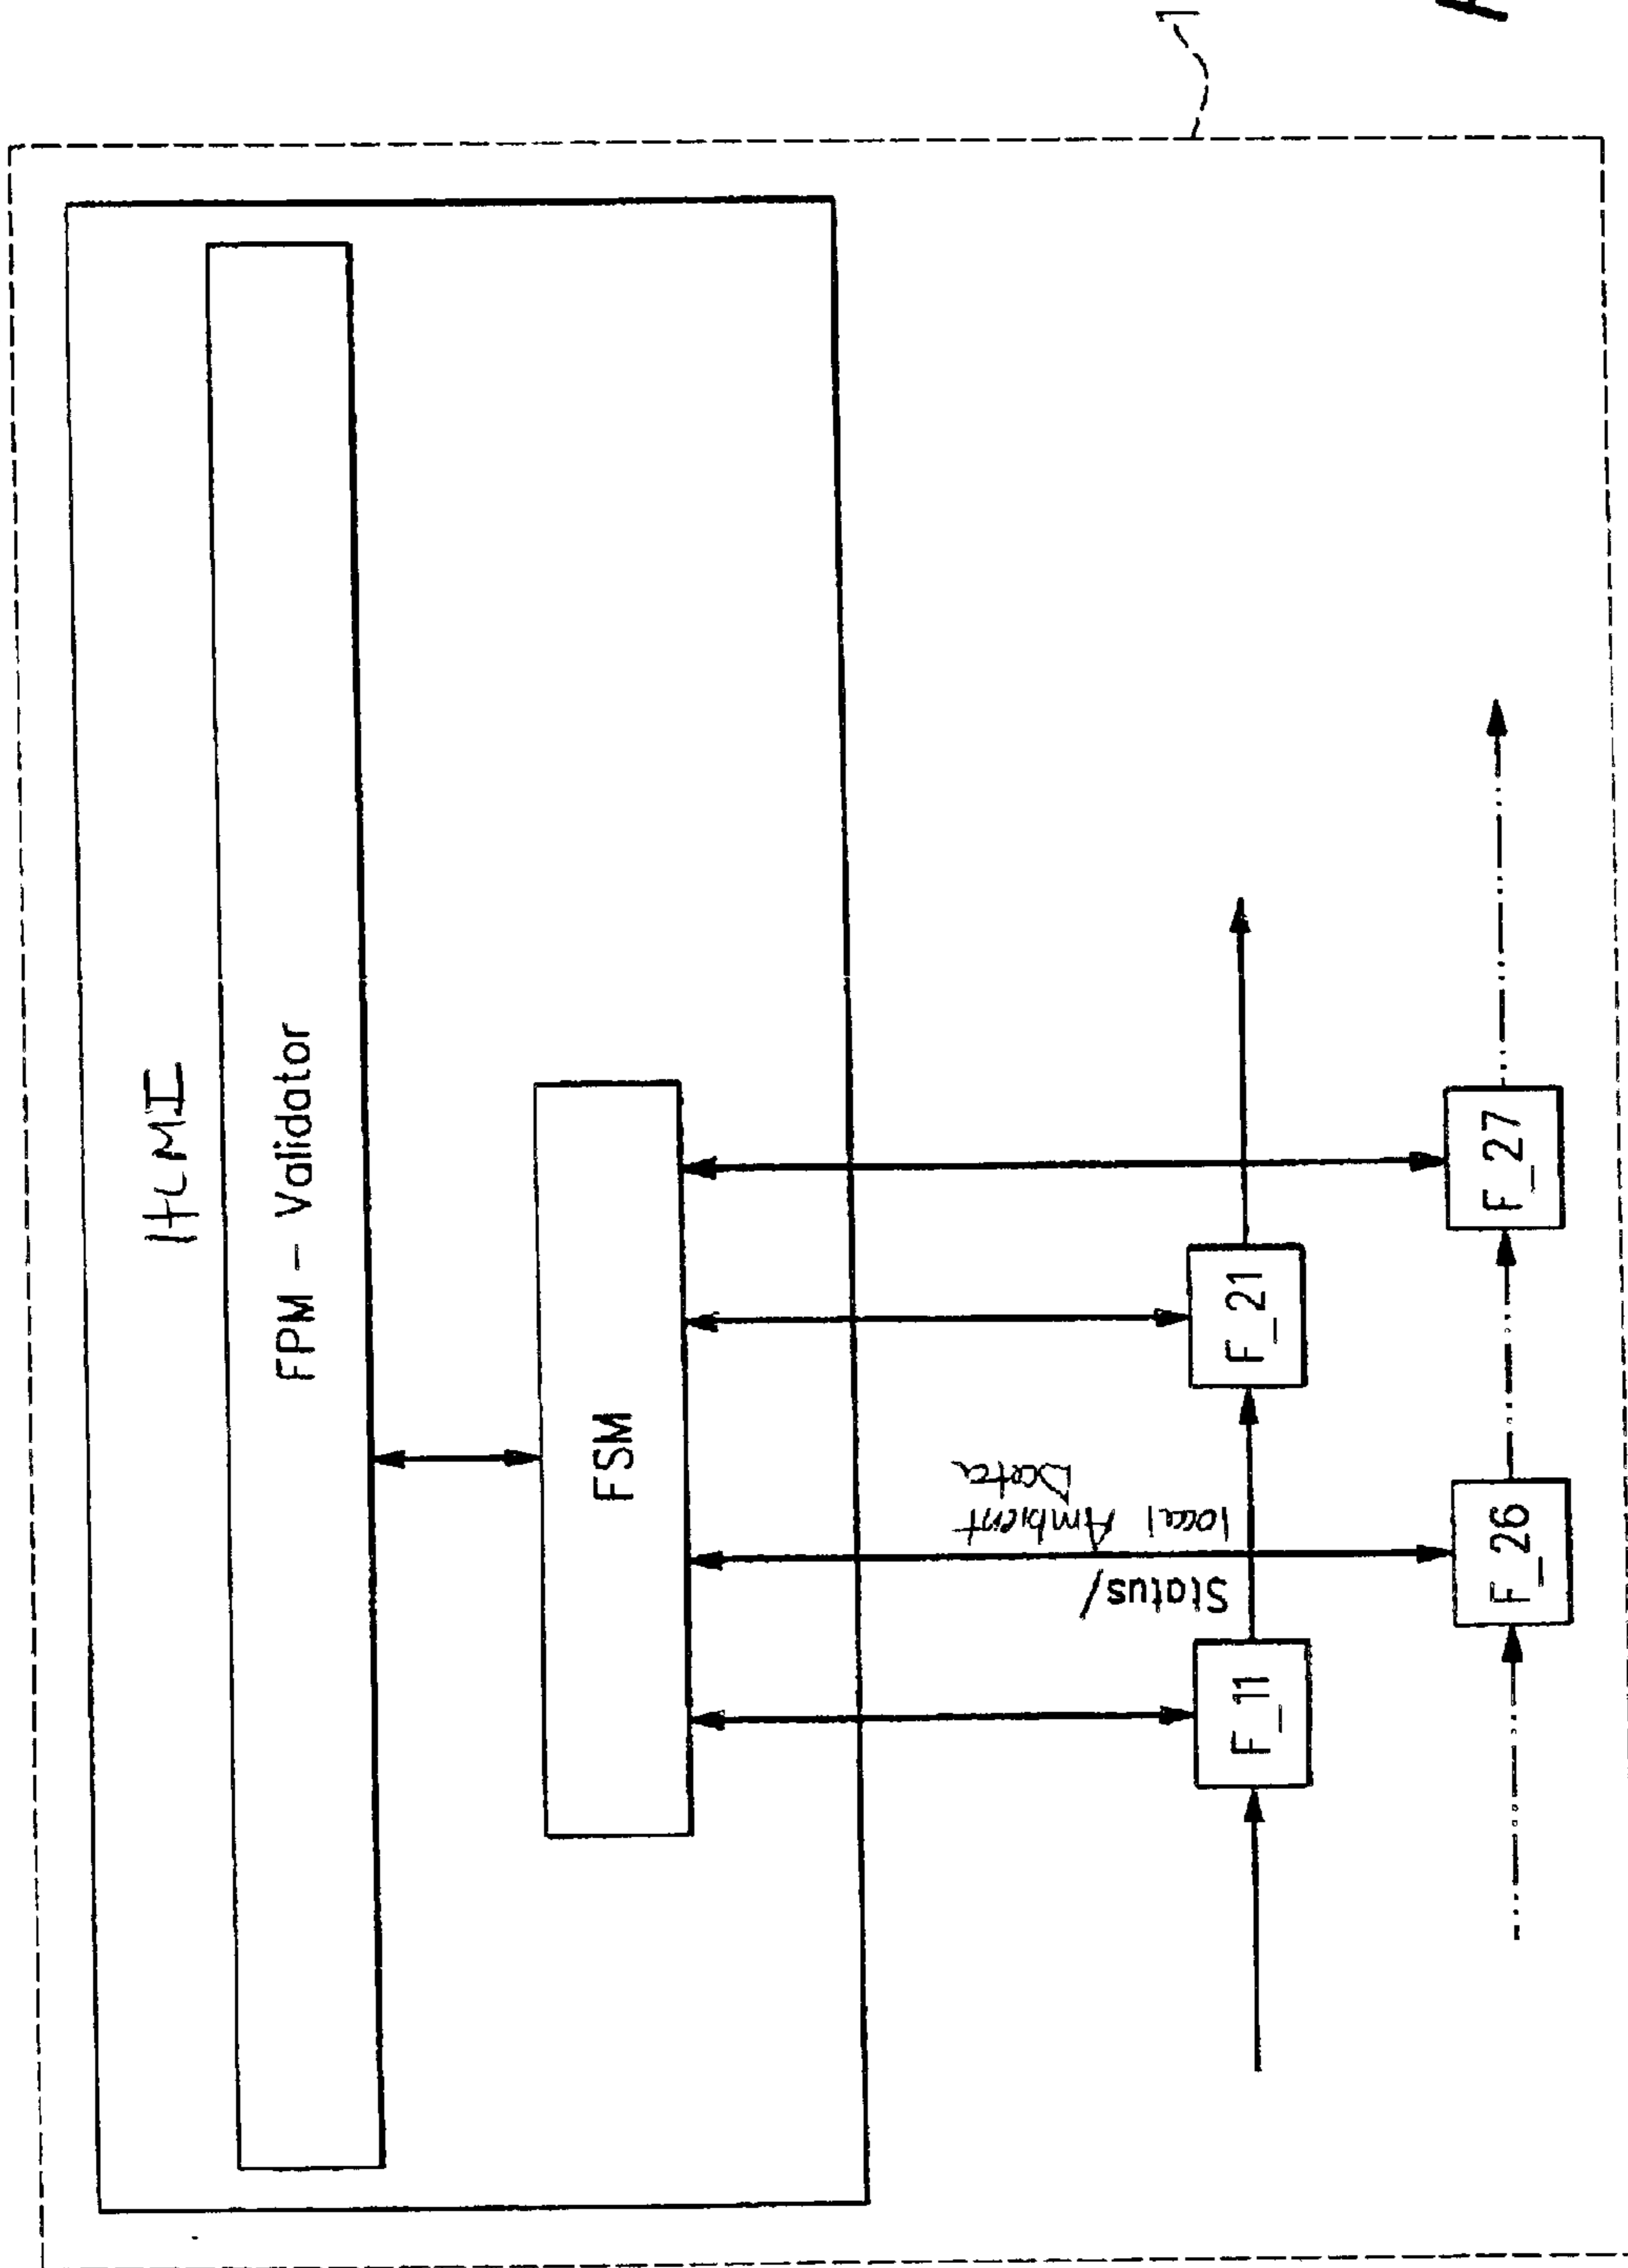 1
HCMI
FPM - Validator
FSM
Status/
local Ambient
Data
F_11
F_21
F_26
F_27